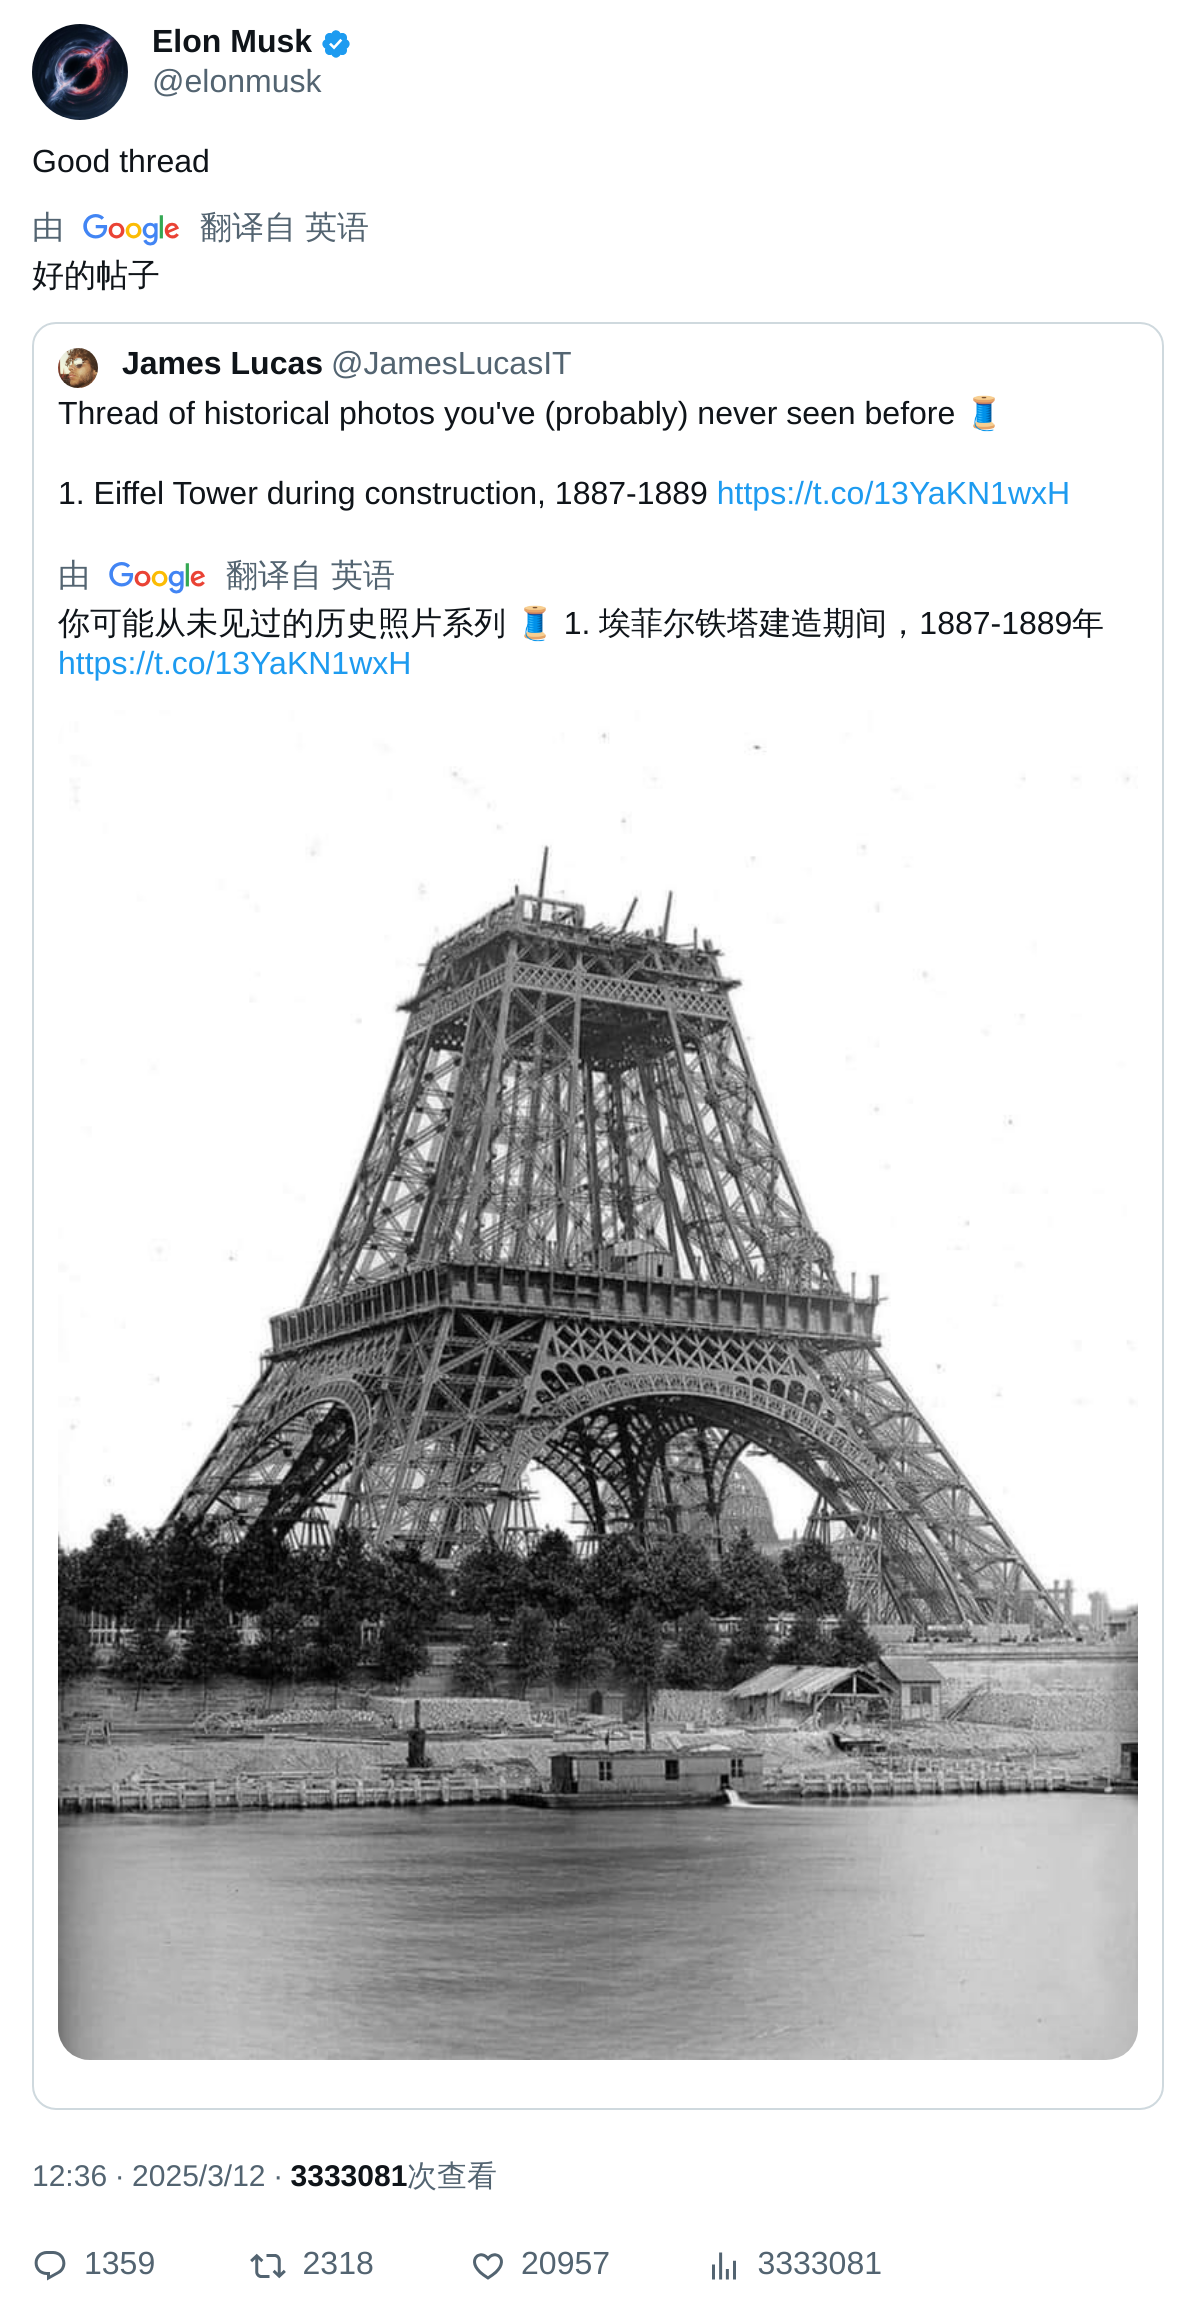 Elon Musk
@elonmusk
Good thread
由 Google 翻译自 英语
好的帖子
James Lucas @JamesLucasIT
Thread of historical photos you've (probably) never seen before 🧵
1. Eiffel Tower during construction, 1887-1889 https://t.co/13YaKN1wxH
由 Google 翻译自 英语
你可能从未见过的历史照片系列 🧵 1. 埃菲尔铁塔建造期间，1887-1889年
https://t.co/13YaKN1wxH
12:36 · 2025/3/12 · 3333081次查看
1359 2318 20957 3333081